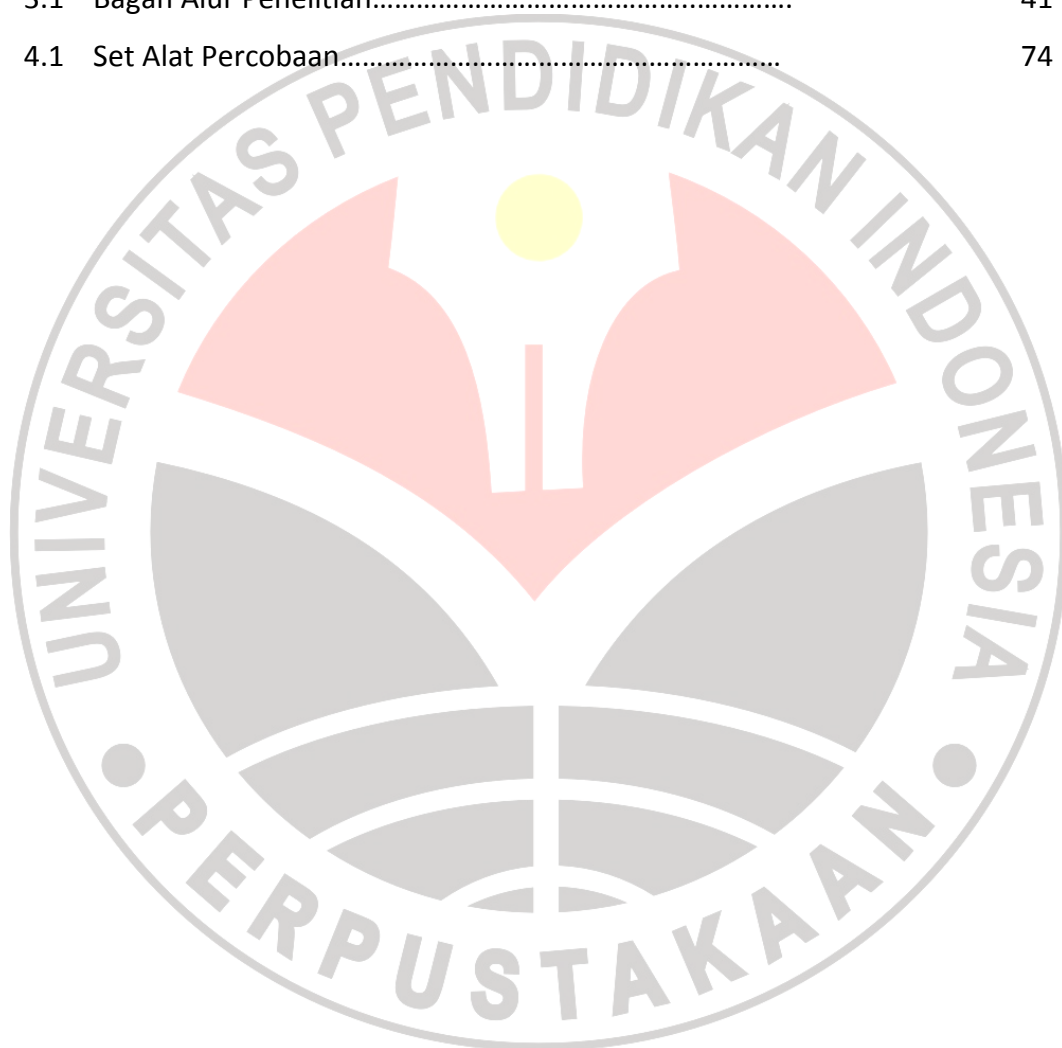 3.1 Bagan Alur Penelitian……………………………………..…………. 41
4.1 Set Alat Percobaan…………………………………………………… 74
UNIVERSITAS PENDIDIKAN INDONESIA
PERPUSTAKAAN